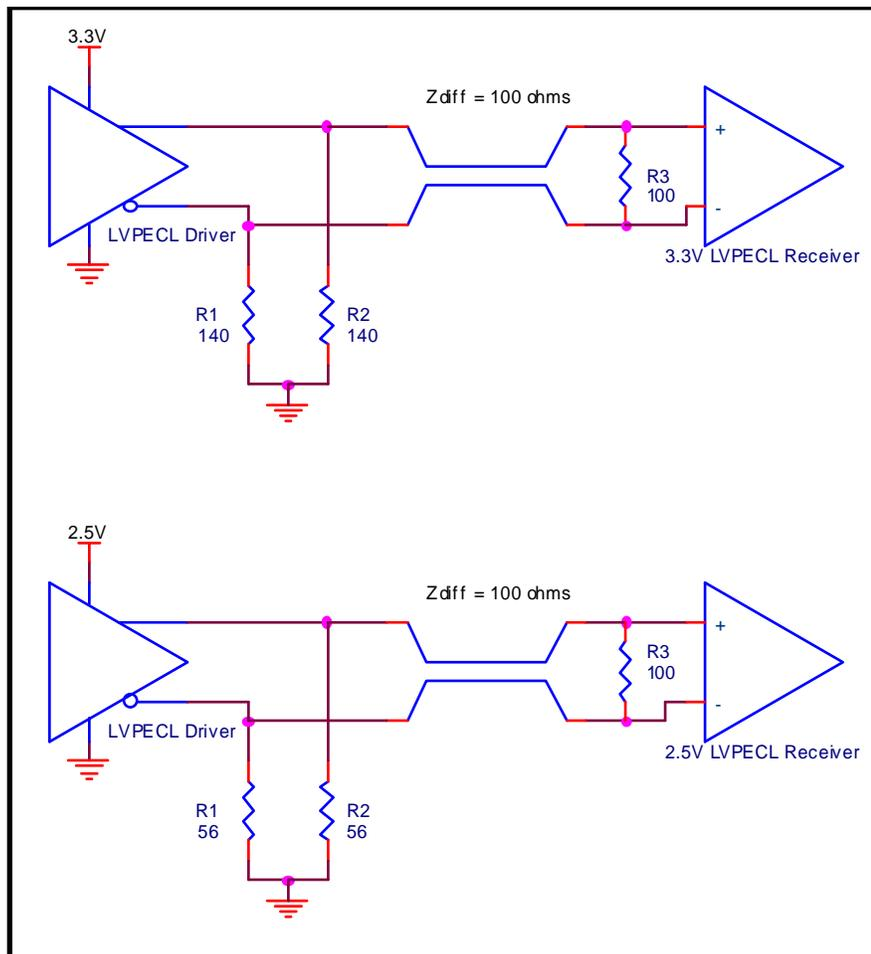 3.3V
Zdiff = 100 ohms
+
R3
100
-
LVPECL Driver
3.3V LVPECL Receiver
R1
140
R2
140
2.5V
Zdiff = 100 ohms
+
R3
100
-
LVPECL Driver
2.5V LVPECL Receiver
R1
56
R2
56